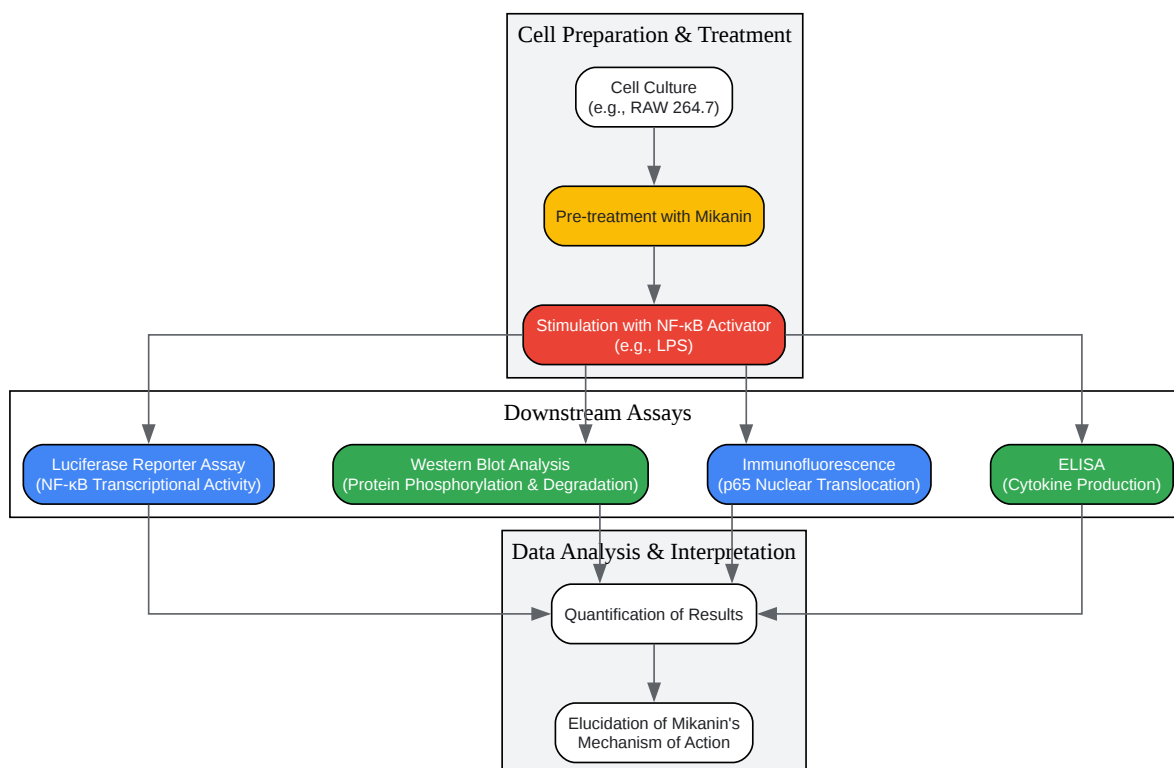 Cell Preparation & Treatment
Cell Culture
(e.g., RAW 264.7)
Pre-treatment with Mikanin
Stimulation with NF-κB Activator
(e.g., LPS)
Downstream Assays
Luciferase Reporter Assay
(NF-κB Transcriptional Activity)
Western Blot Analysis
(Protein Phosphorylation & Degradation)
Immunofluorescence
(p65 Nuclear Translocation)
ELISA
(Cytokine Production)
Data Analysis & Interpretation
Quantification of Results
Elucidation of Mikanin's
Mechanism of Action